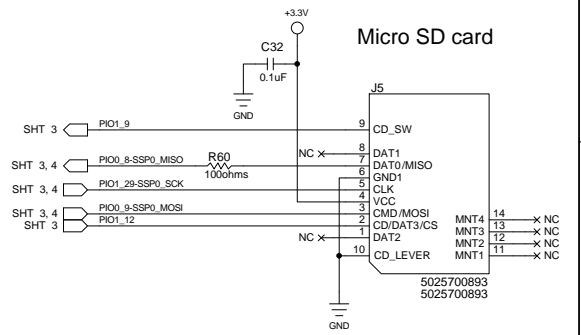 +3.3V
Micro SD card
C32
0.1uF
GND
J5
SHT 3 PIO1_9 9 CD_SW
NC 8 DAT1
SHT 3, 4 PIO0_8-SSP0_MISO R60 100ohms 7 DAT0/MISO
6 GND1
SHT 3, 4 PIO1_29-SSP0_SCK 5 CLK
4 VCC
SHT 3, 4 PIO0_9-SSP0_MOSI 3 CMD/MOSI MNT4 14 NC
SHT 3 PIO1_12 2 CD/DAT3/CS MNT3 13 NC
NC 1 DAT2 MNT2 12 NC
10 CD_LEVER MNT1 11 NC
5025700893
5025700893
GND